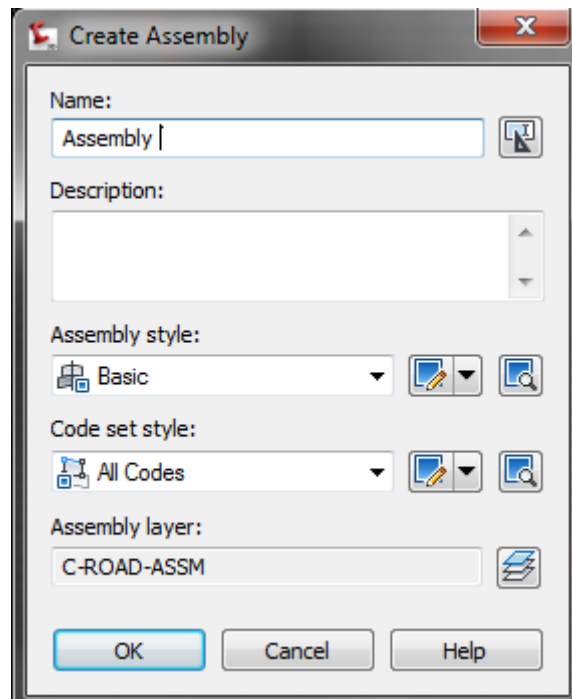 Create Assembly
Name:
Assembly
Description:
Assembly style:
Basic
Code set style:
All Codes
Assembly layer:
C-ROAD-ASSM
OK Cancel Help